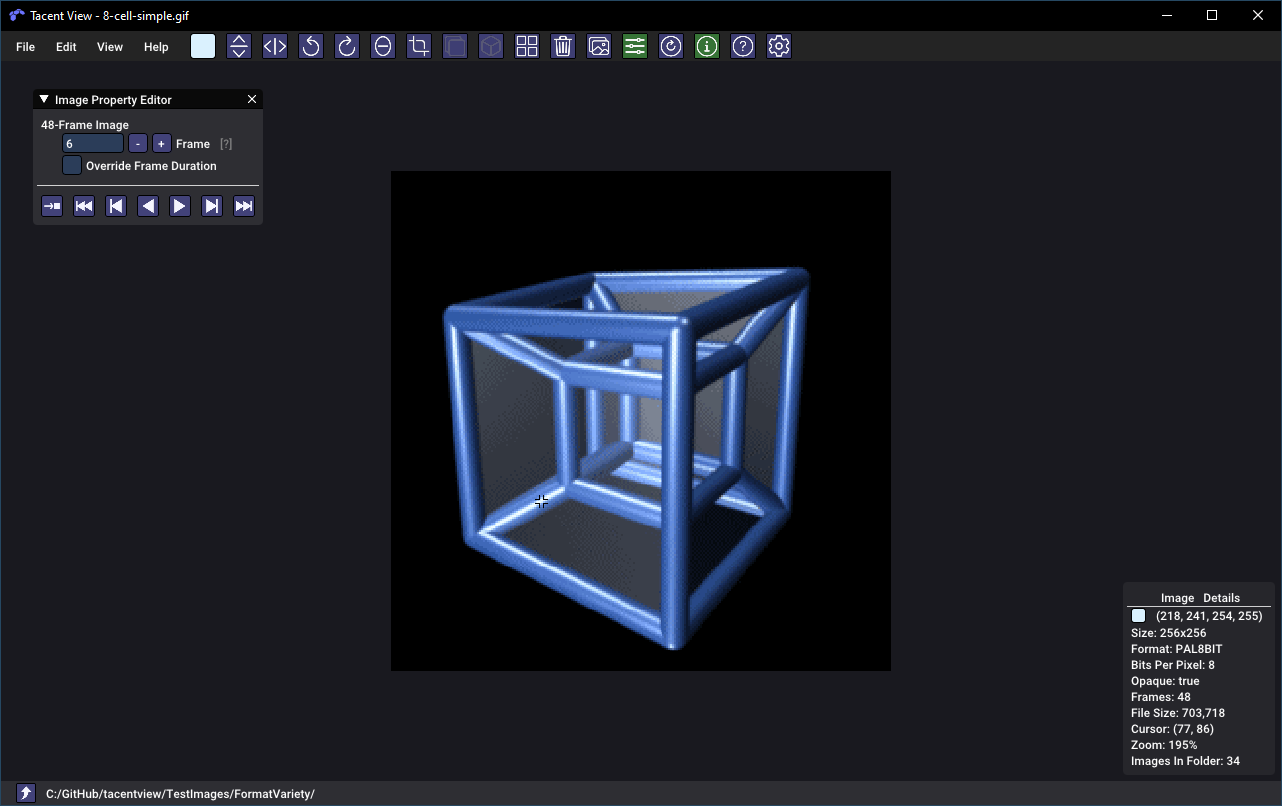 Tacent View - 8-cell-simple.gif
File Edit View Help
Image Property Editor
48-Frame Image
6 - + Frame [?]
Override Frame Duration
Image Details
(218, 241, 254, 255)
Size: 256x256
Format: PAL8BIT
Bits Per Pixel: 8
Opaque: true
Frames: 48
File Size: 703,718
Cursor: (77, 86)
Zoom: 195%
Images In Folder: 34
C:/GitHub/tacentview/TestImages/FormatVariety/